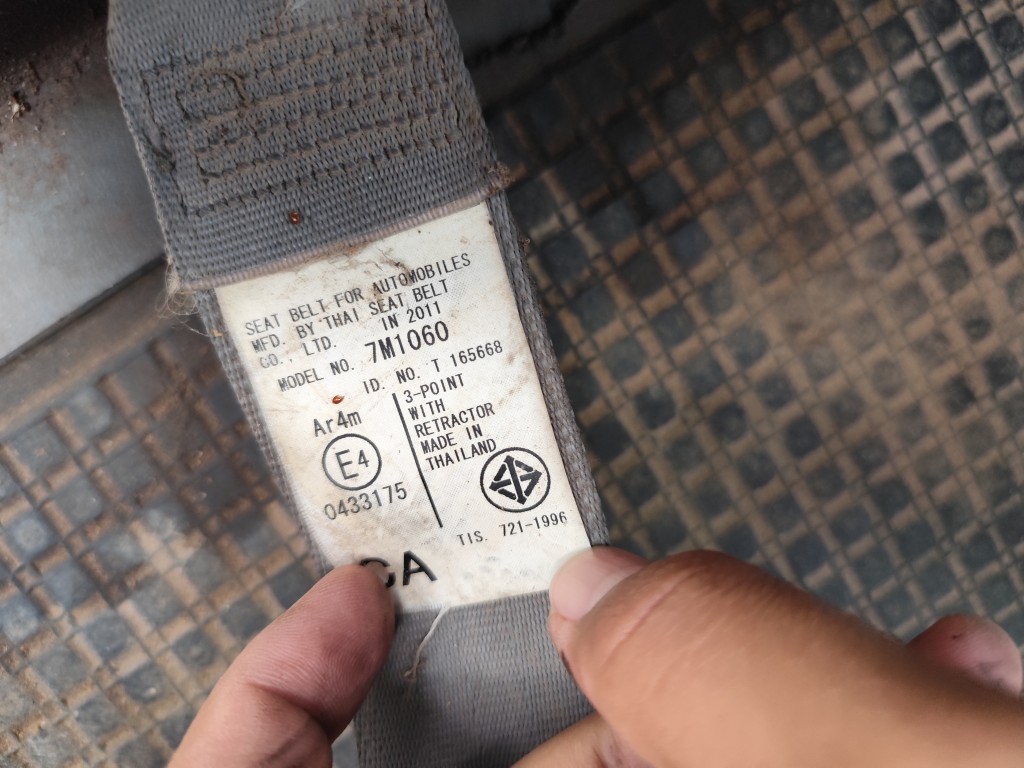 SEAT BELT FOR AUTOMOBILES
MFD. BY THAI SEAT BELT
CO., LTD. IN 2011
MODEL NO. 7M1060
ID. NO. T 165668
Ar4m
E4
0433175
3-POINT
WITH
RETRACTOR
MADE IN
THAILAND
TIS. 721-1996